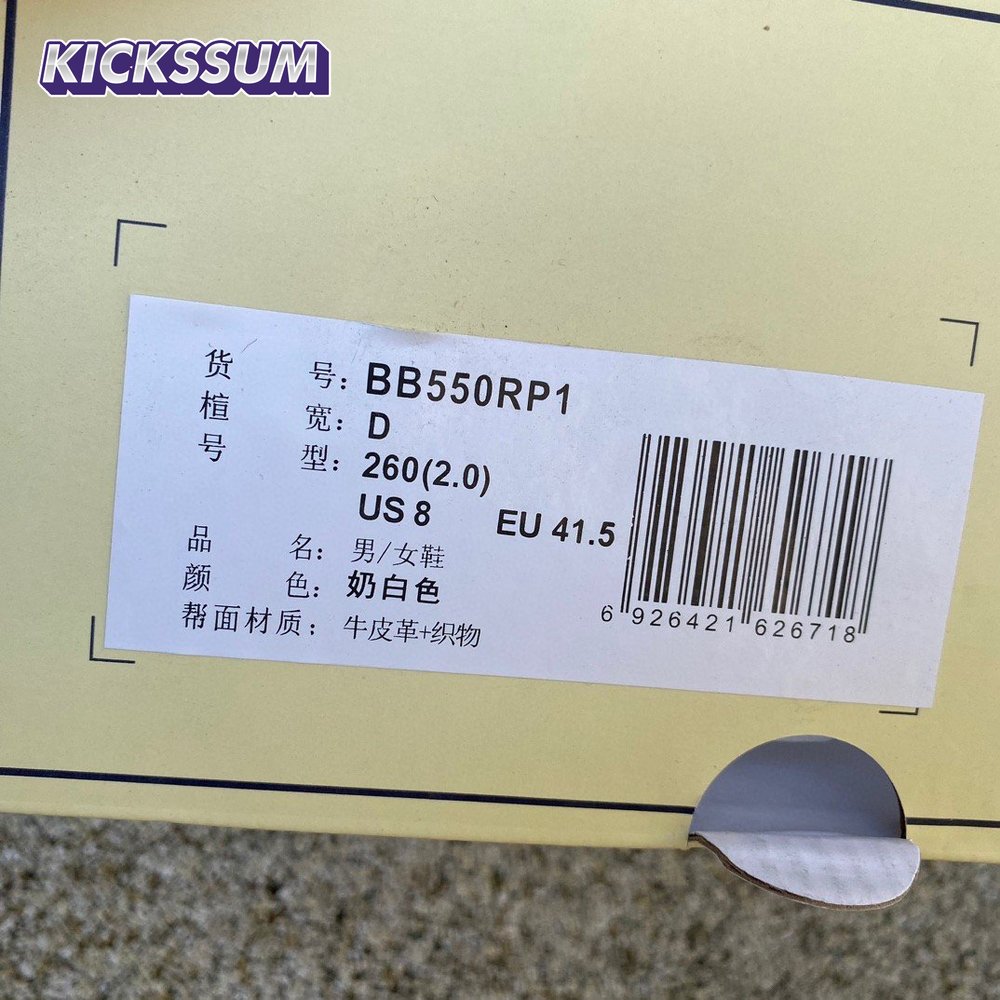 KICKSSUM
货 号: BB550RP1
楦 宽: D
号 型: 260(2.0)
US 8 EU 41.5
品 名: 男/女鞋
颜 色: 奶白色
帮面材质: 牛皮革+织物
6 926421 626718